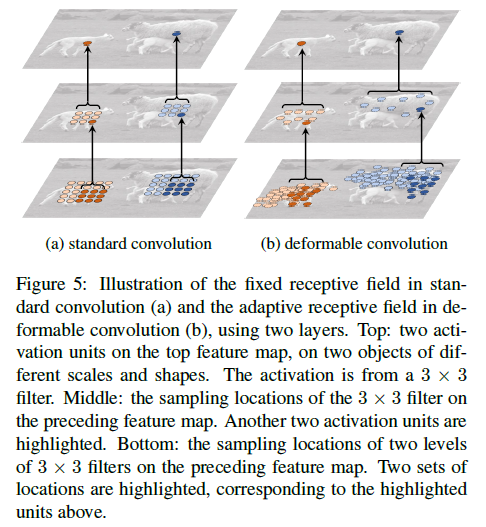 (a) standard convolution
(b) deformable convolution
Figure 5: Illustration of the fixed receptive field in stan-
dard convolution (a) and the adaptive receptive field in de-
formable convolution (b), using two layers. Top: two acti-
vation units on the top feature map, on two objects of dif-
ferent scales and shapes. The activation is from a 3 × 3
filter. Middle: the sampling locations of the 3 × 3 filter on
the preceding feature map. Another two activation units are
highlighted. Bottom: the sampling locations of two levels
of 3 × 3 filters on the preceding feature map. Two sets of
locations are highlighted, corresponding to the highlighted
units above.